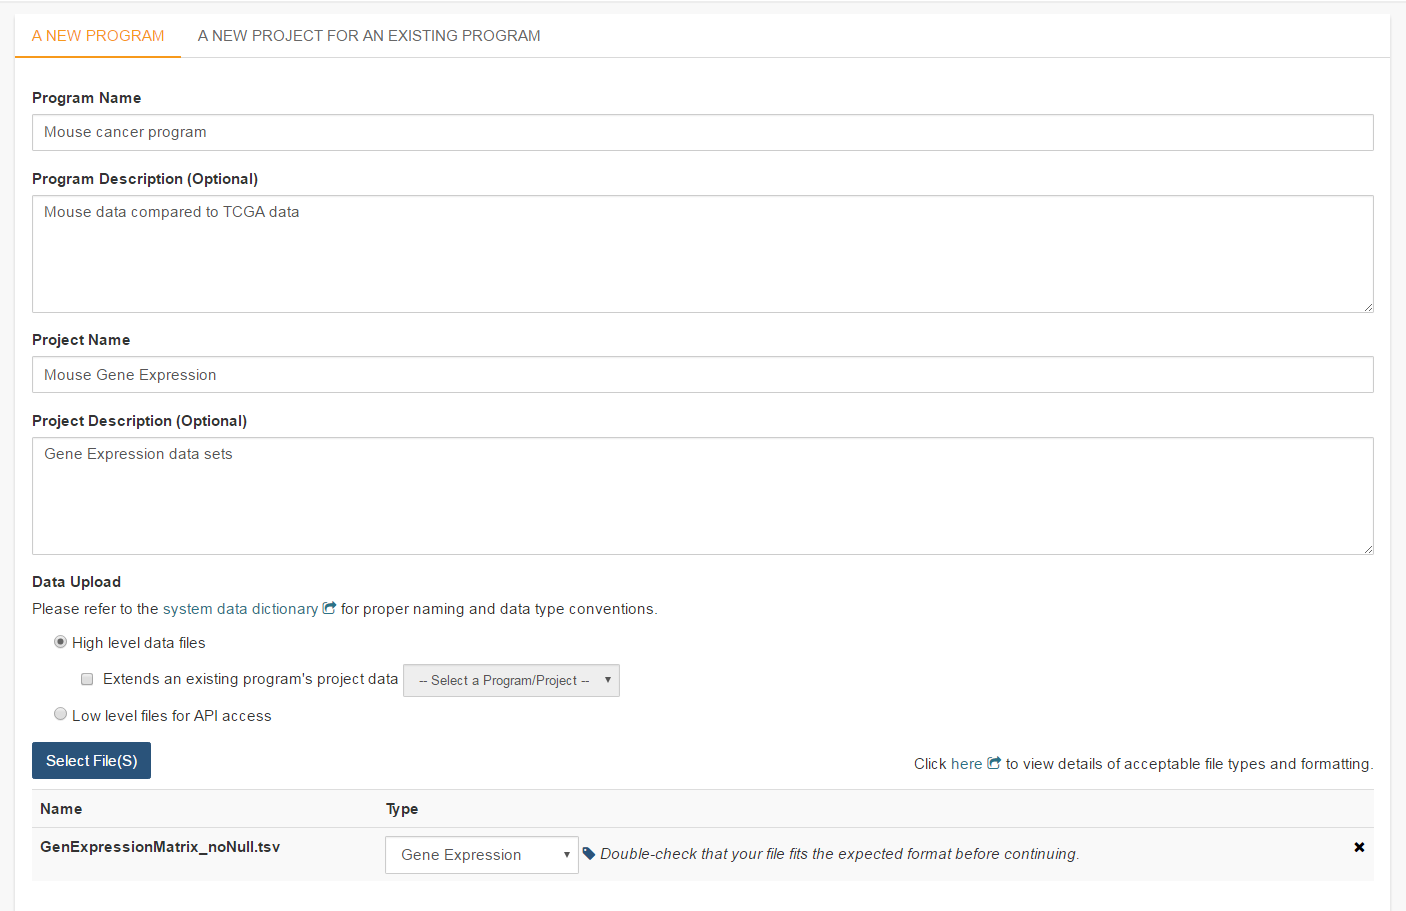 A NEW PROGRAM A NEW PROJECT FOR AN EXISTING PROGRAM
Program Name
Mouse cancer program
Program Description (Optional)
Mouse data compared to TCGA data
Project Name
Mouse Gene Expression
Project Description (Optional)
Gene Expression data sets
Data Upload
Please refer to the system data dictionary for proper naming and data type conventions.
High level data files
Extends an existing program's project data -- Select a Program/Project --
Low level files for API access
Select File(S) Click here to view details of acceptable file types and formatting.
Name Type
GenExpressionMatrix_noNull.tsv Gene Expression Double-check that your file fits the expected format before continuing.